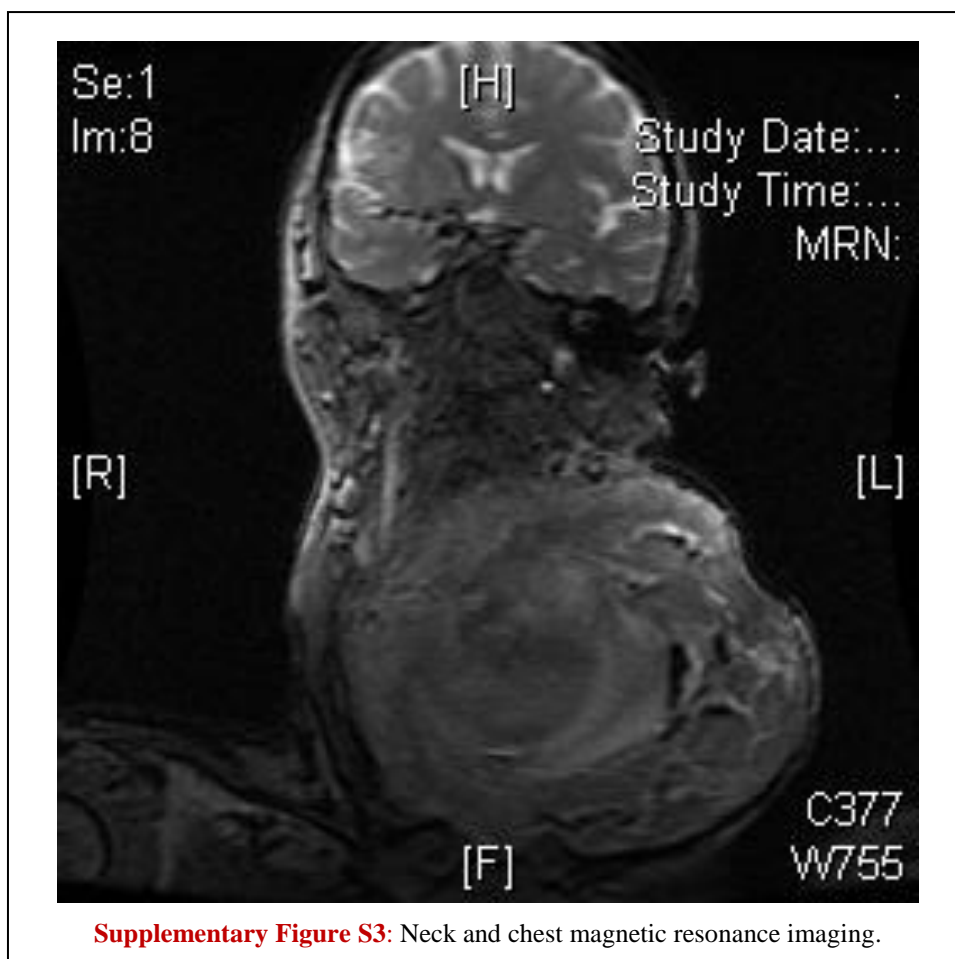 Se:1
Im:8
[H]
.
Study Date:....
Study Time:...
MRN:
[R]
[L]
[F]
C377
W755
Supplementary Figure S3: Neck and chest magnetic resonance imaging.